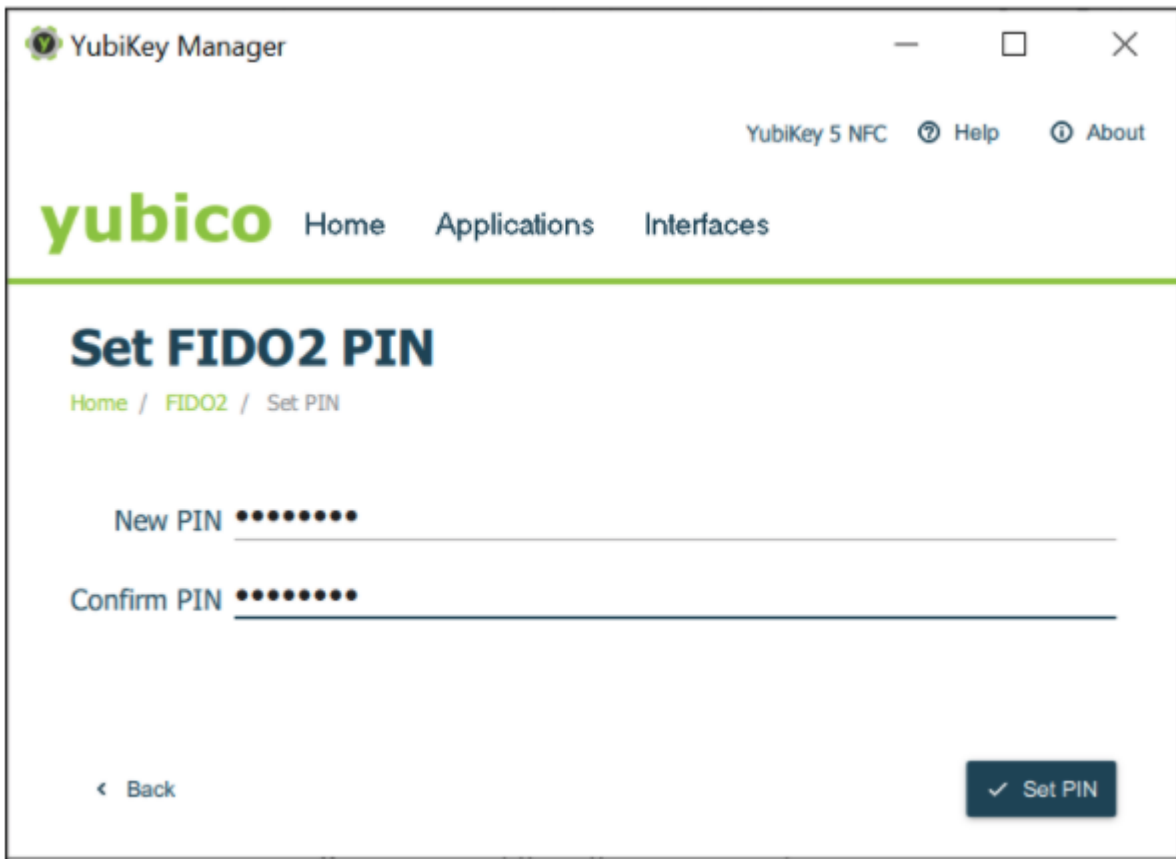 YubiKey Manager
YubiKey 5 NFC Help About
yubico Home Applications Interfaces
Set FIDO2 PIN
Home / FIDO2 / Set PIN
New PIN ••••••••
Confirm PIN ••••••••
Back Set PIN